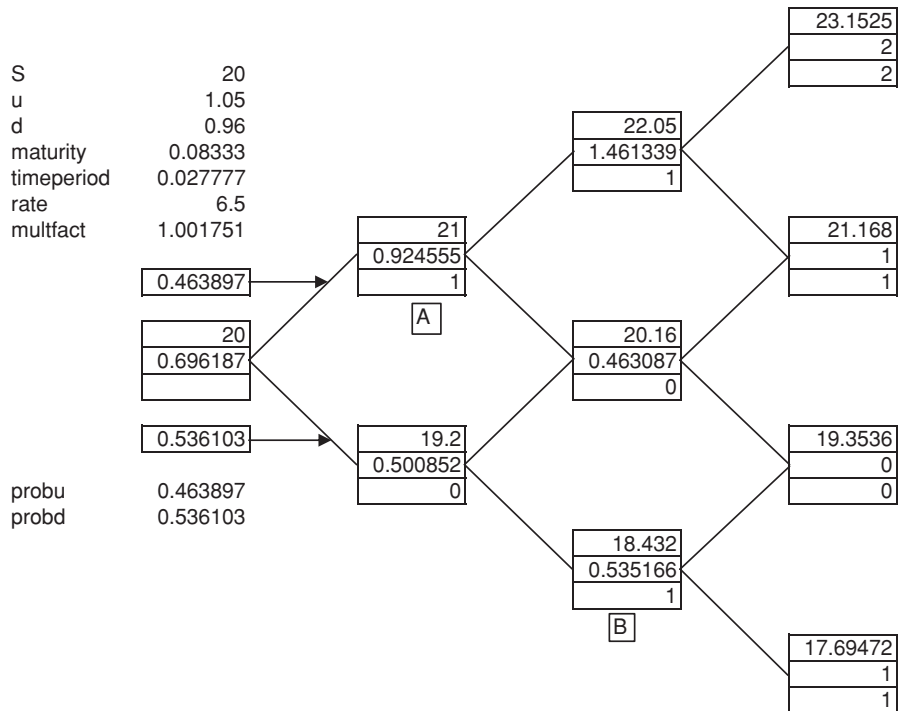 S 20
u 1.05
d 0.96
maturity 0.08333
timeperiod 0.027777
rate 6.5
multfact 1.001751
0.463897
20
0.696187
0.536103
probu 0.463897
probd 0.536103
21
0.924555
1
A
19.2
0.500852
0
22.05
1.461339
1
20.16
0.463087
0
18.432
0.535166
1
B
23.1525
2
2
21.168
1
1
19.3536
0
0
17.69472
1
1